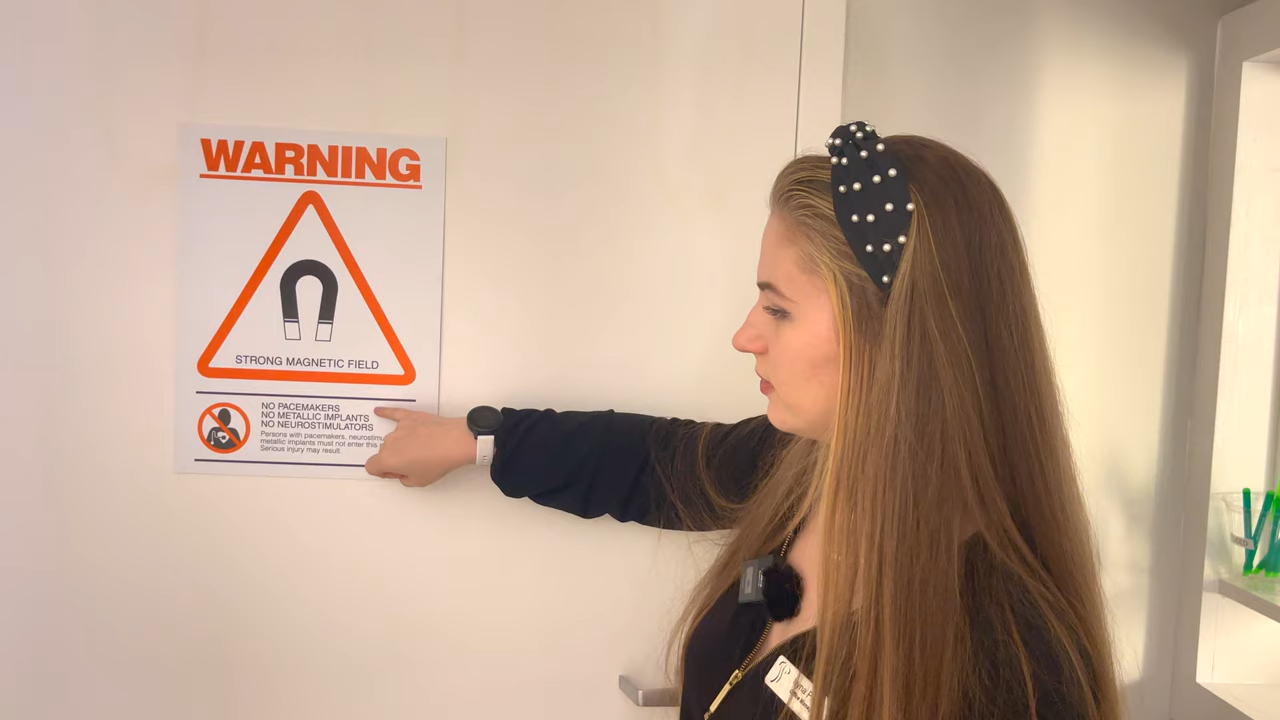 WARNING
STRONG MAGNETIC FIELD
NO PACEMAKERS
NO METALLIC IMPLANTS
NO NEUROSTIMULATORS
Persons with pacemakers,
metallic implants must not enter this
Serious injury may result.